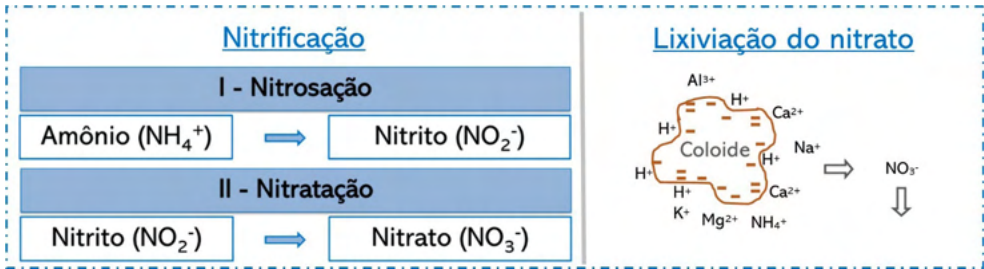 Nitrificação
I - Nitrosação
Amônio (NH₄⁺) Nitrito (NO₂⁻)
II - Nitratação
Nitrito (NO₂⁻) Nitrato (NO₃⁻)
Lixiviação do nitrato
Al³⁺
H⁺
Ca²⁺
H⁺
Coloide
Na⁺
H⁺
H⁺
NO₃⁻
H⁺
Ca²⁺
K⁺
Mg²⁺
NH₄⁺